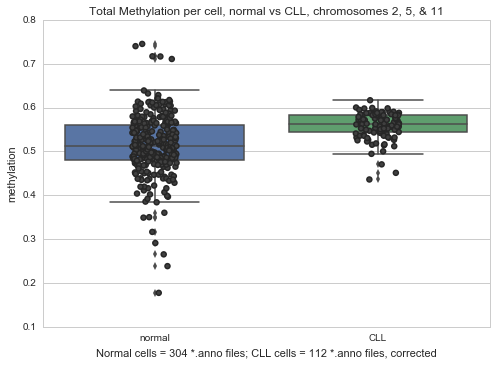 Total Methylation per cell, normal vs CLL, chromosomes 2, 5, & 11
0.8
0.7
0.6
0.5
0.4
0.3
0.2
0.1
methylation
normal
CLL
Normal cells = 304 *.anno files; CLL cells = 112 *.anno files, corrected